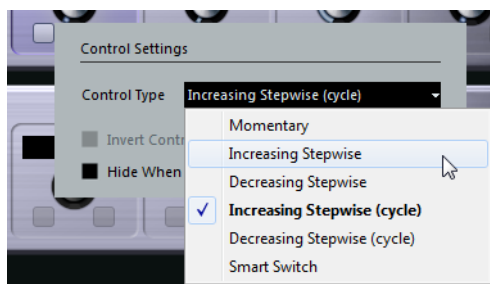 Control Settings
Control Type Increasing Stepwise (cycle)
Invert Contr
Hide When
Momentary
Increasing Stepwise
Decreasing Stepwise
Increasing Stepwise (cycle)
Decreasing Stepwise (cycle)
Smart Switch